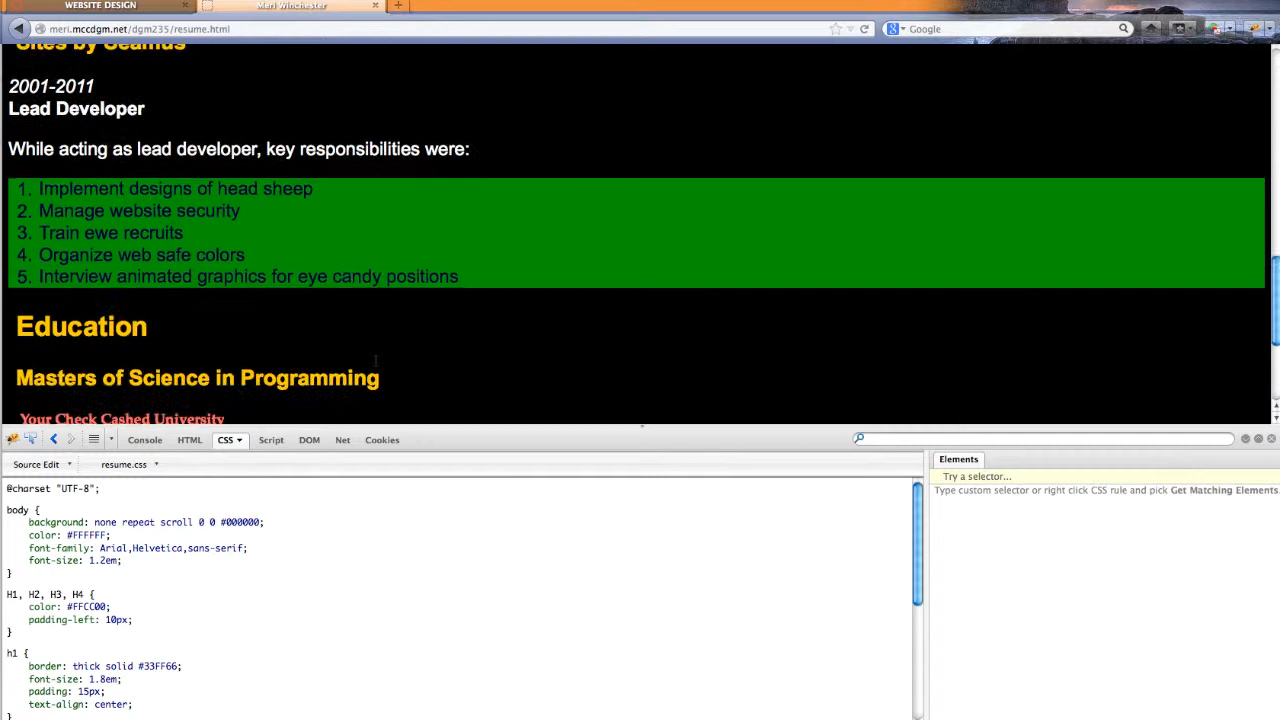 WEBSITE DESIGN
Meri Winchester
meri.mccdgm.net/dgm235/resume.html
Google
Sites by Seamus
2001-2011
Lead Developer
While acting as lead developer, key responsibilities were:
1. Implement designs of head sheep
2. Manage website security
3. Train ewe recruits
4. Organize web safe colors
5. Interview animated graphics for eye candy positions
Education
Masters of Science in Programming
Your Check Cashed University
Console HTML CSS Script DOM Net Cookies
Source Edit resume.css
Elements
Try a selector...
Type custom selector or right click CSS rule and pick Get Matching Elements.
@charset "UTF-8";
body {
background: none repeat scroll 0 0 #000000;
color: #FFFFFF;
font-family: Arial,Helvetica,sans-serif;
font-size: 1.2em;
}
H1, H2, H3, H4 {
color: #FFCC00;
padding-left: 10px;
}
h1 {
border: thick solid #33FF66;
font-size: 1.8em;
padding: 15px;
text-align: center;
}